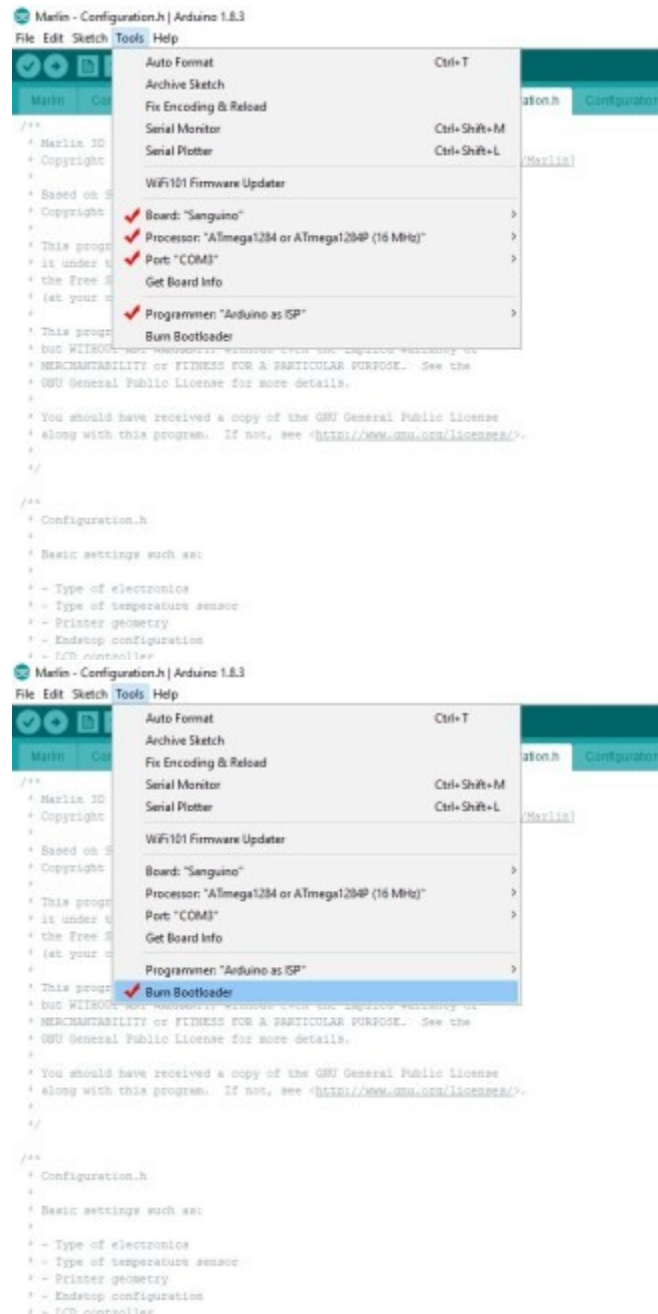 Marlin - Configuration.h | Arduino 1.8.3
File Edit Sketch Tools Help
Auto Format Ctrl+T
Archive Sketch
Fix Encoding & Reload
Serial Monitor Ctrl+Shift+M
Serial Plotter Ctrl+Shift+L
WiFi101 Firmware Updater
Board: "Sanguino"
Processor: "ATmega1284 or ATmega1284P (16 MHz)"
Port: "COM3"
Get Board Info
Programmer: "Arduino as ISP"
Burn Bootloader
Marlin ation.h Configuration
/**
* Marlin 3D
* Copyright /Marlin]
*
* Based on S
* Copyright
*
* This progr
* it under t
* the Free S
* (at your o
*
* This progr
* but WITHOUT
* MERCHANTABILITY or FITNESS FOR A PARTICULAR PURPOSE. See the
* GNU General Public License for more details.
*
* You should have received a copy of the GNU General Public License
* along with this program. If not, see <http://www.gnu.org/licenses/>.
*
*/
/**
* Configuration.h
*
* Basic settings such as:
*
* - Type of electronics
* - Type of temperature sensor
* - Printer geometry
* - Endstop configuration
* - LCD controller
Marlin - Configuration.h | Arduino 1.8.3
File Edit Sketch Tools Help
Auto Format Ctrl+T
Archive Sketch
Fix Encoding & Reload
Serial Monitor Ctrl+Shift+M
Serial Plotter Ctrl+Shift+L
WiFi101 Firmware Updater
Board: "Sanguino"
Processor: "ATmega1284 or ATmega1284P (16 MHz)"
Port: "COM3"
Get Board Info
Programmer: "Arduino as ISP"
Burn Bootloader
Marlin ation.h Configuration
/**
* Marlin 3D
* Copyright /Marlin]
*
* Based on S
* Copyright
*
* This progr
* it under t
* the Free S
* (at your o
*
* This progr
* but WITHOUT
* MERCHANTABILITY or FITNESS FOR A PARTICULAR PURPOSE. See the
* GNU General Public License for more details.
*
* You should have received a copy of the GNU General Public License
* along with this program. If not, see <http://www.gnu.org/licenses/>.
*
*/
/**
* Configuration.h
*
* Basic settings such as:
*
* - Type of electronics
* - Type of temperature sensor
* - Printer geometry
* - Endstop configuration
* - LCD controller